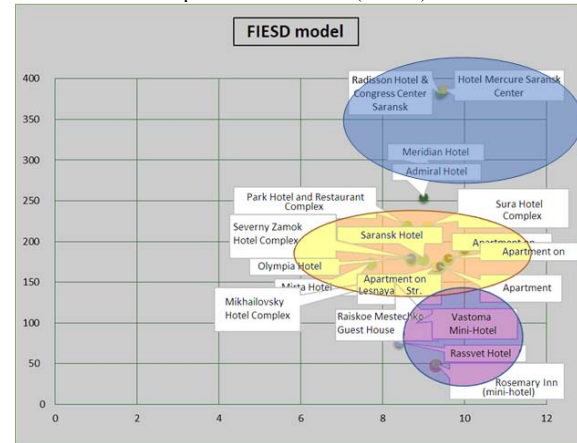 FIESD model
400
350
300
250
200
150
100
50
0
0 2 4 6 8 10 12
Radisson Hotel &
Congress Center
Saransk
Hotel Mercure Saransk
Center
Meridian Hotel
Admiral Hotel
Park Hotel and Restaurant
Complex
Sura Hotel
Complex
Severny Zamok
Hotel Complex
Saransk Hotel
Apartment on
Apartment on
Olympia Hotel
Mirta Hotel
Apartment on
Lesnaya Str.
Apartment
Mikhailovsky
Hotel Complex
Raiskoe Mestechko
Guest House
Vastoma
Mini-Hotel
Rassvet Hotel
Rosemary Inn
(mini-hotel)